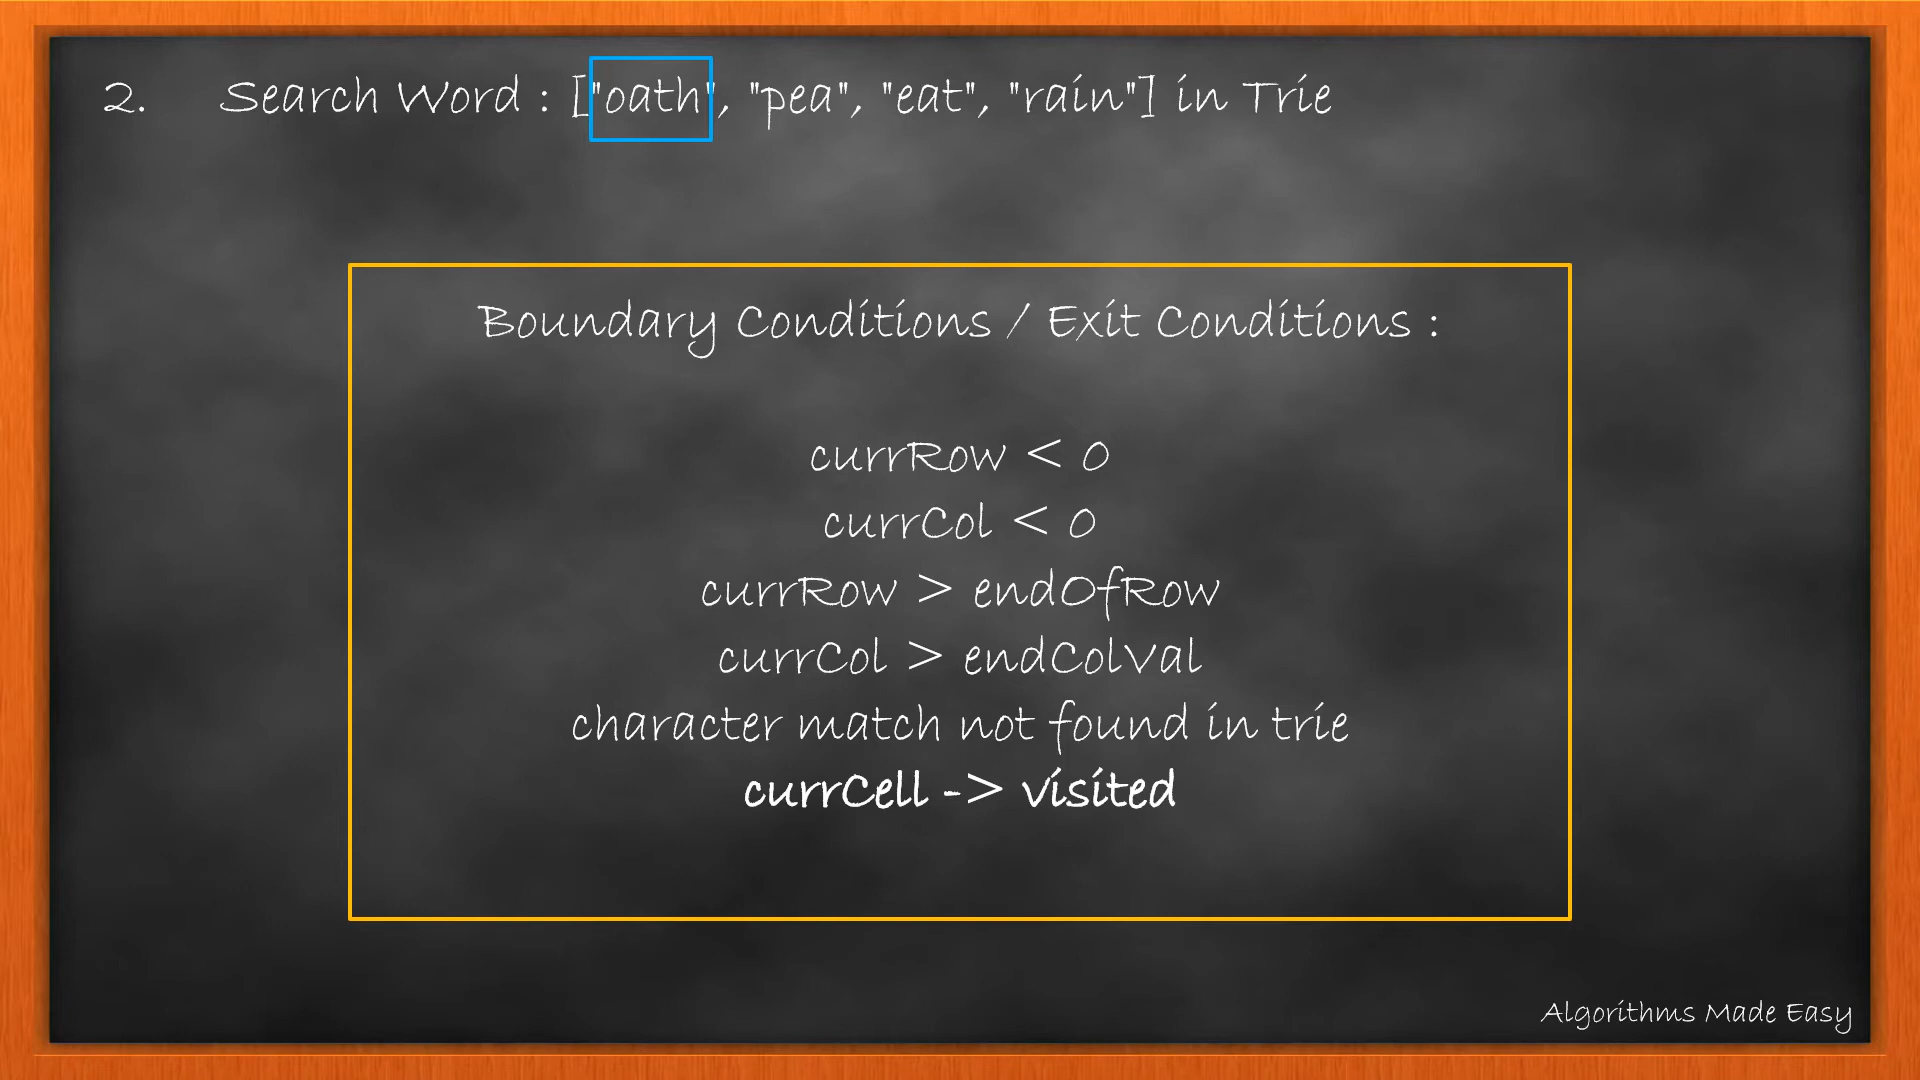 2. Search Word : ["oath", "pea", "eat", "rain"] in Trie
Boundary Conditions / Exit Conditions :
currRow < 0
currCol < 0
currRow > endOfRow
currCol > endColVal
character match not found in trie
currCell -> visited
Algorithms Made Easy